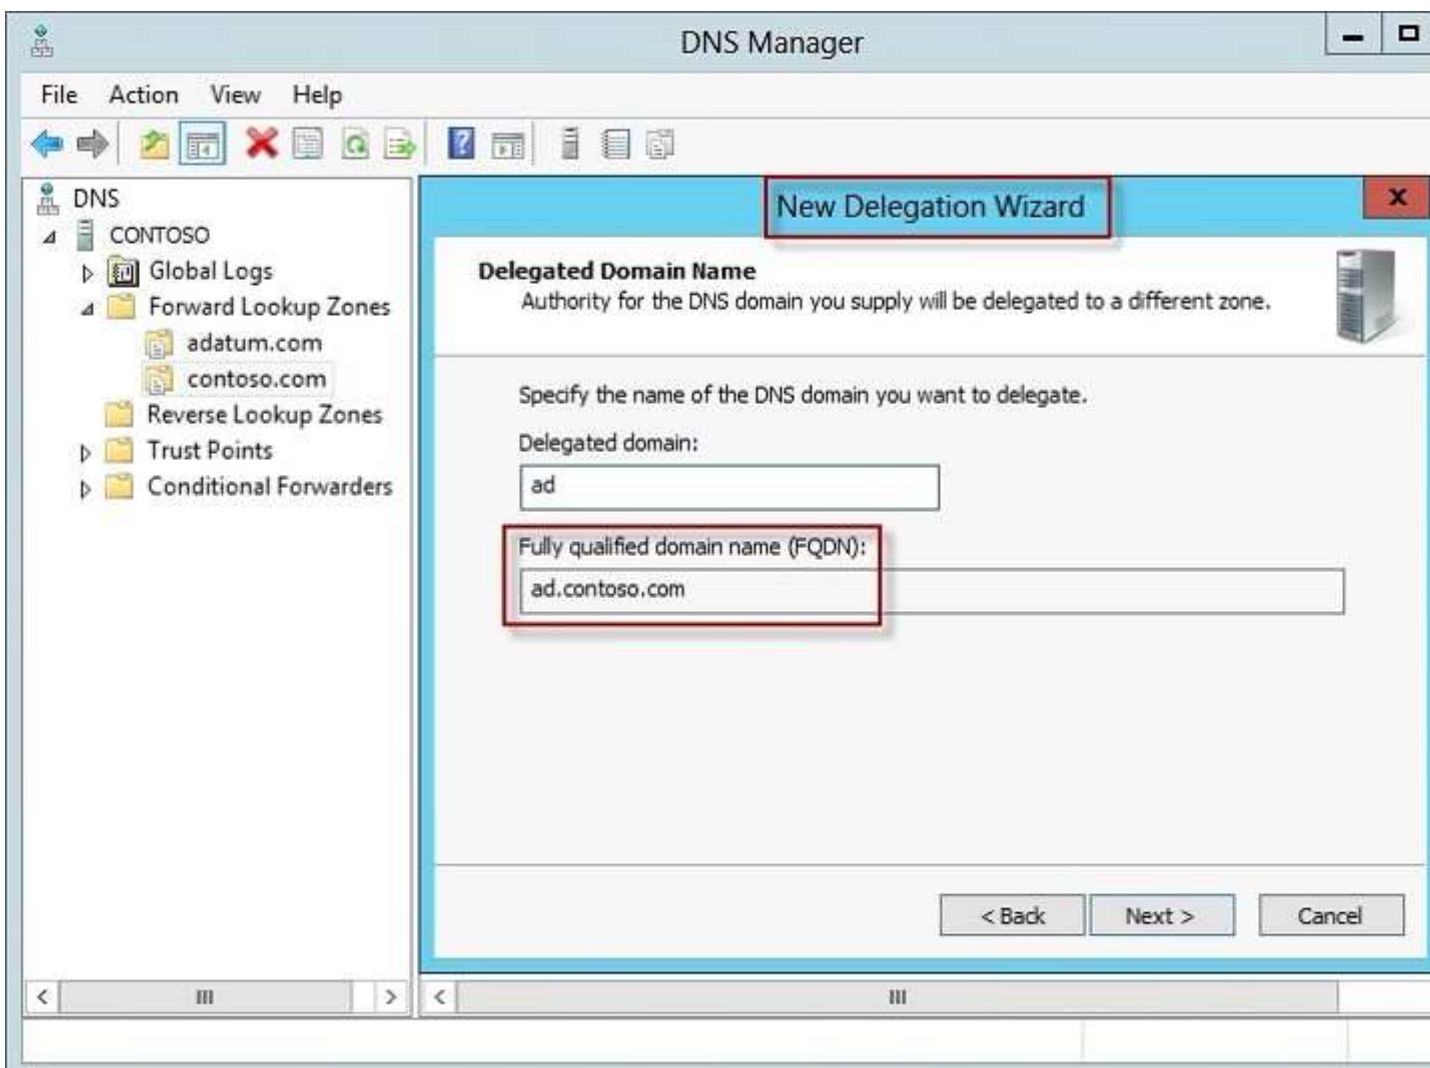 DNS Manager
File Action View Help
DNS
CONTOSO
Global Logs
Forward Lookup Zones
adatum.com
contoso.com
Reverse Lookup Zones
Trust Points
Conditional Forwarders
New Delegation Wizard
Delegated Domain Name
Authority for the DNS domain you supply will be delegated to a different zone.
Specify the name of the DNS domain you want to delegate.
Delegated domain:
ad
Fully qualified domain name (FQDN):
ad.contoso.com
< Back Next > Cancel